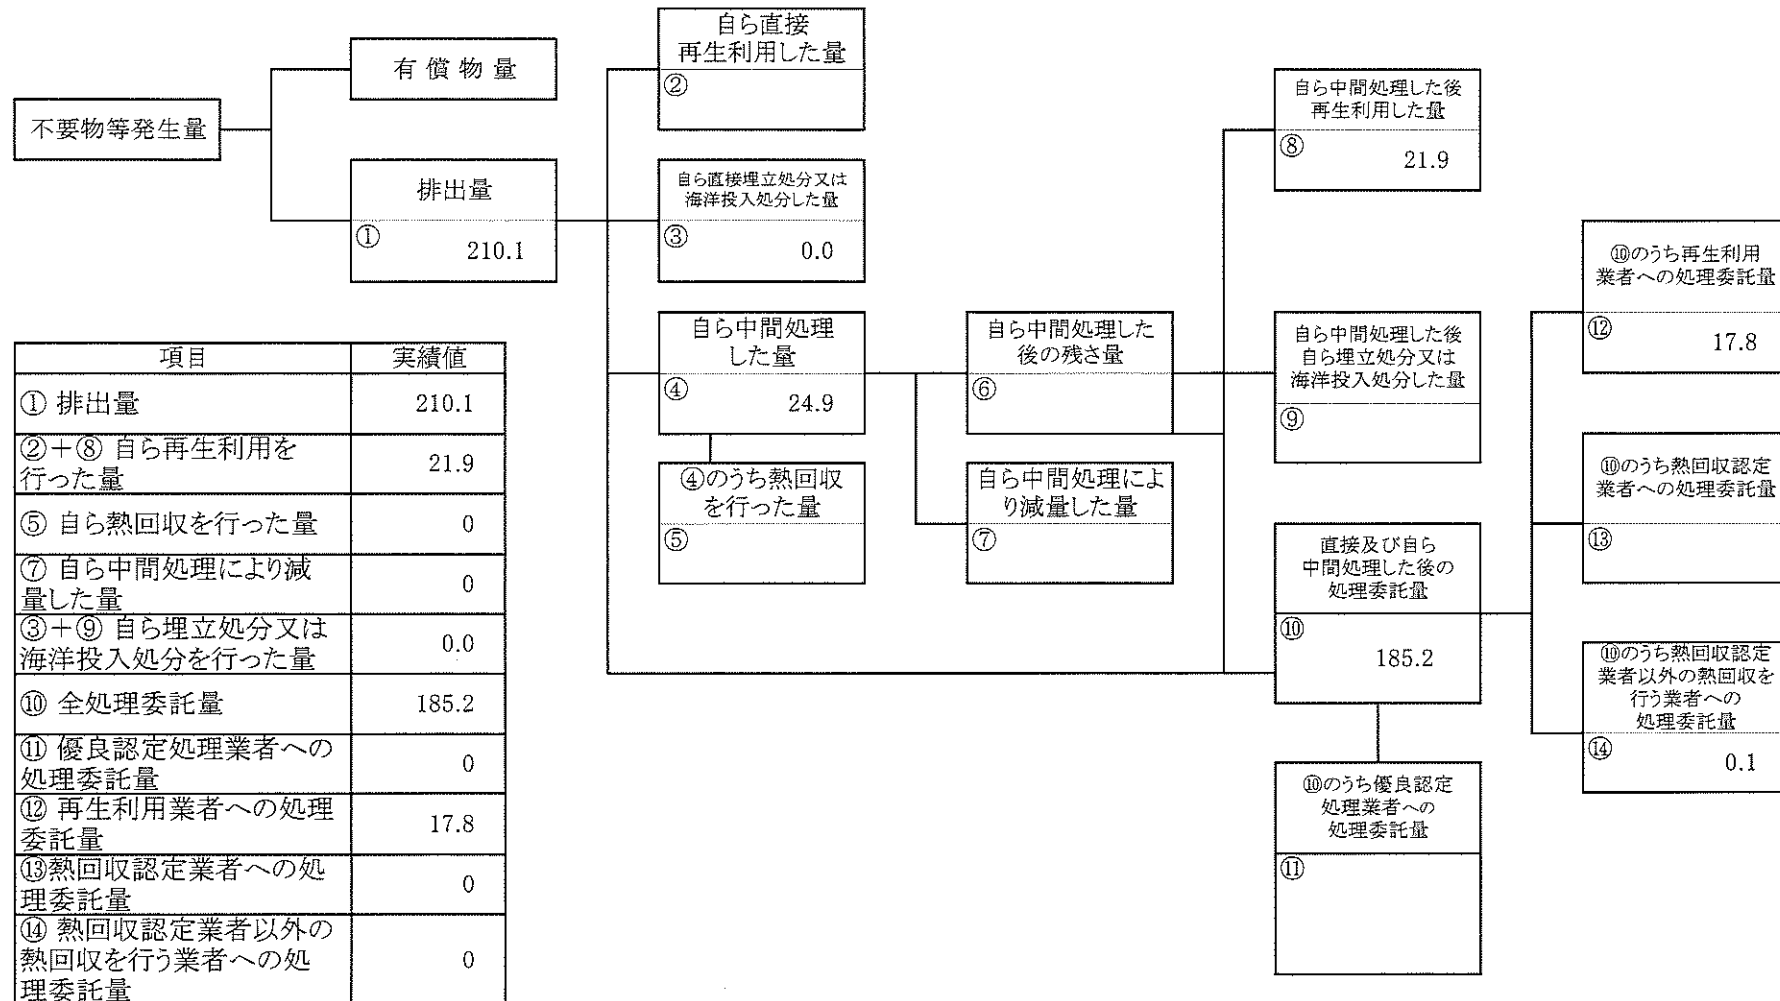 不要物等発生量
有償物量
排出量
①
210.1
自ら直接
再生利用した量
②
自ら直接埋立処分又は
海洋投入処分した量
③
0.0
自ら中間処理
した量
④
24.9
④のうち熱回収
を行った量
⑤
自ら中間処理した
後の残さ量
⑥
自ら中間処理によ
り減量した量
⑦
自ら中間処理した後
再生利用した量
⑧
21.9
自ら中間処理した後
自ら埋立処分又は
海洋投入処分した量
⑨
直接及び自ら
中間処理した後の
処理委託量
⑩
185.2
⑩のうち優良認定
処理業者への
処理委託量
⑪
⑩のうち再生利用
業者への処理委託量
⑫
17.8
⑩のうち熱回収認定
業者への処理委託量
⑬
⑩のうち熱回収認定
業者以外の熱回収を
行う業者への
処理委託量
⑭
0.1
項目 実績値
① 排出量 210.1
②+⑧ 自ら再生利用を
行った量 21.9
⑤ 自ら熱回収を行った量 0
⑦ 自ら中間処理により減
量した量 0
③+⑨ 自ら埋立処分又は
海洋投入処分を行った量 0.0
⑩ 全処理委託量 185.2
⑪ 優良認定処理業者への
処理委託量 0
⑫ 再生利用業者への処理
委託量 17.8
⑬熱回収認定業者への処
理委託量 0
⑭ 熱回収認定業者以外の
熱回収を行う業者への処
理委託量 0